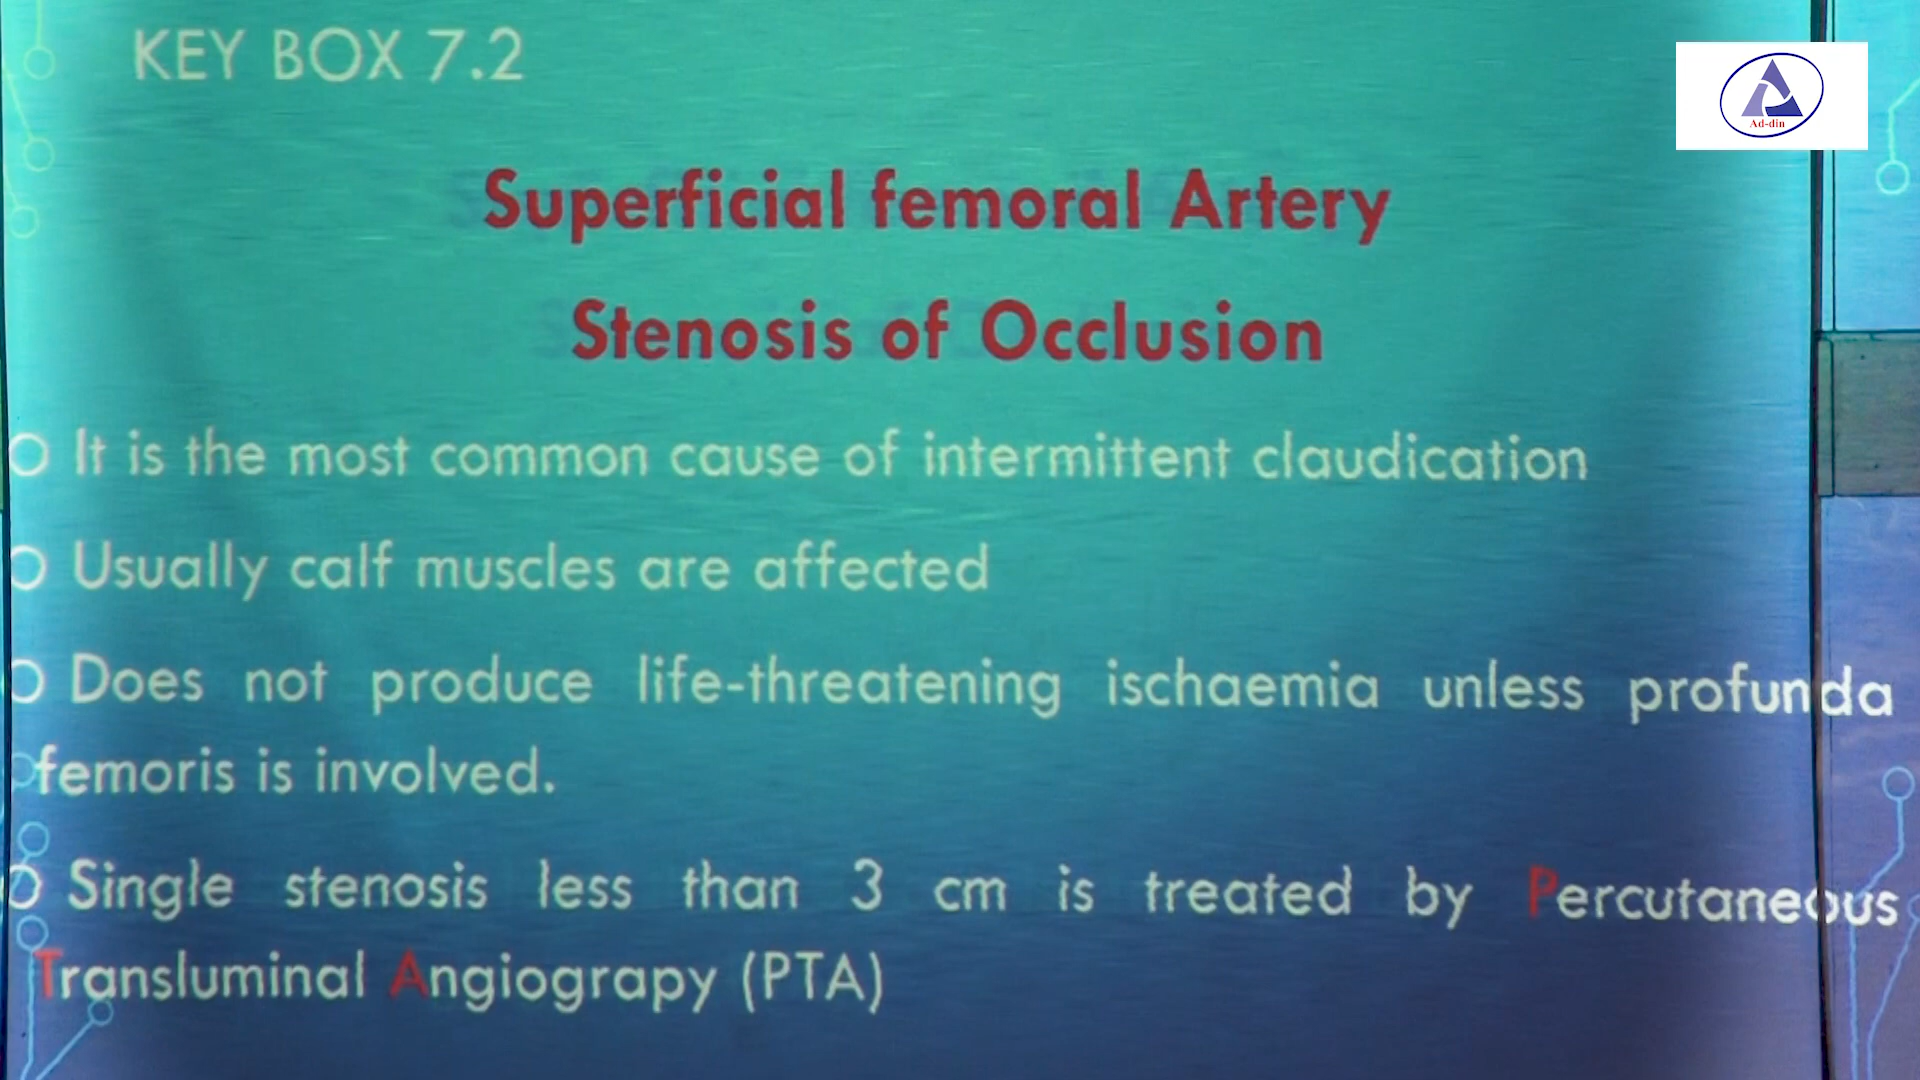 KEY BOX 7.2
Ad-din
Superficial femoral Artery
Stenosis of Occlusion
It is the most common cause of intermittent claudication
Usually calf muscles are affected
Does not produce life-threatening ischaemia unless profunda
femoris is involved.
Single stenosis less than 3 cm is treated by Percutaneous
Transluminal Angiograpy (PTA)